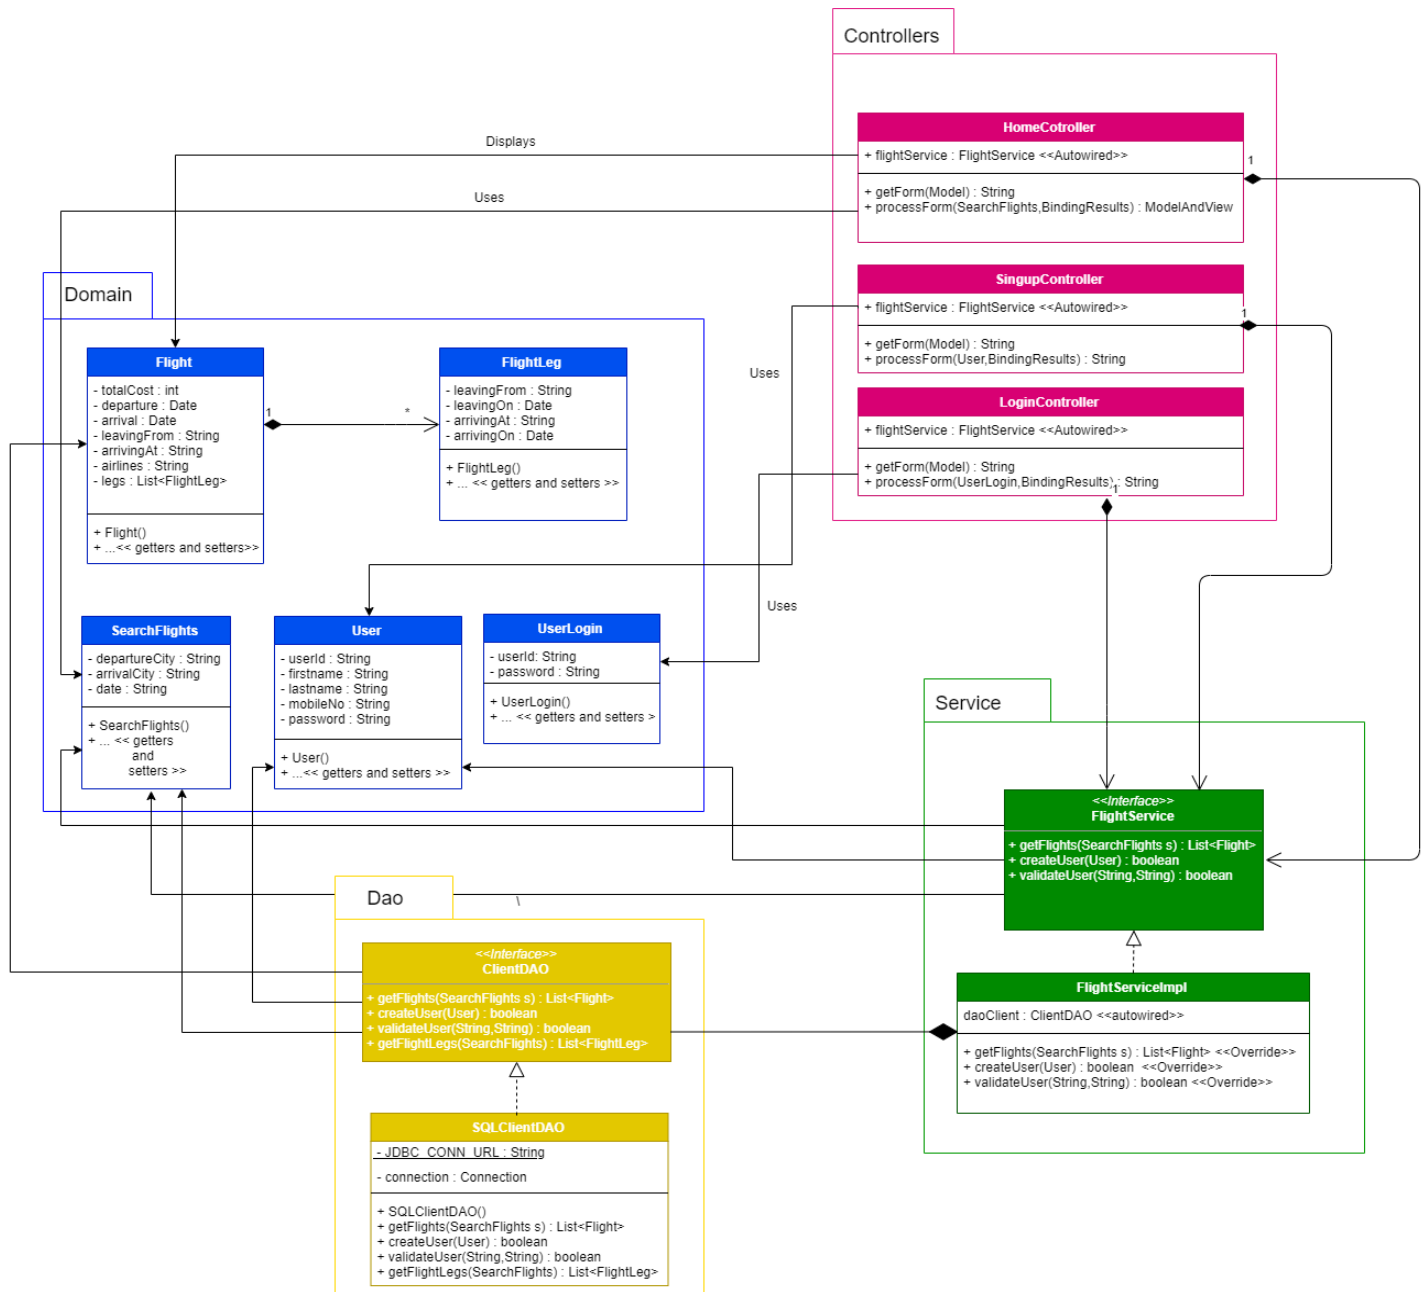 Controllers
HomeCotroller
+ flightService : FlightService <<Autowired>>
+ getForm(Model) : String
+ processForm(SearchFlights,BindingResults) : ModelAndView
1
Displays
Uses
SingupController
+ flightService : FlightService <<Autowired>>
+ getForm(Model) : String
+ processForm(User,BindingResults) : String
1
Uses
LoginController
+ flightService : FlightService <<Autowired>>
+ getForm(Model) : String
+ processForm(UserLogin,BindingResults) : String
1
Uses
Domain
Flight
- totalCost : int
- departure : Date
- arrival : Date
- leavingFrom : String
- arrivingAt : String
- airlines : String
- legs : List<FlightLeg>
+ Flight()
+ ...<< getters and setters>>
1
*
FlightLeg
- leavingFrom : String
- leavingOn : Date
- arrivingAt : String
- arrivingOn : Date
+ FlightLeg()
+ ... << getters and setters >>
SearchFlights
- departureCity : String
- arrivalCity : String
- date : String
+ SearchFlights()
+ ... << getters
and
setters >>
User
- userId : String
- firstname : String
- lastname : String
- mobileNo : String
- password : String
+ User()
+ ...<< getters and setters >>
UserLogin
- userId: String
- password : String
+ UserLogin()
+ ... << getters and setters >
Service
<<Interface>>
FlightService
+ getFlights(SearchFlights s) : List<Flight>
+ createUser(User) : boolean
+ validateUser(String,String) : boolean
FlightServiceImpl
daoClient : ClientDAO <<autowired>>
+ getFlights(SearchFlights s) : List<Flight> <<Override>>
+ createUser(User) : boolean <<Override>>
+ validateUser(String,String) : boolean <<Override>>
Dao
\
<<Interface>>
ClientDAO
+ getFlights(SearchFlights s) : List<Flight>
+ createUser(User) : boolean
+ validateUser(String,String) : boolean
+ getFlightLegs(SearchFlights) : List<FlightLeg>
SQLClientDAO
- JDBC_CONN_URL : String
- connection : Connection
+ SQLClientDAO()
+ getFlights(SearchFlights s) : List<Flight>
+ createUser(User) : boolean
+ validateUser(String,String) : boolean
+ getFlightLegs(SearchFlights) : List<FlightLeg>